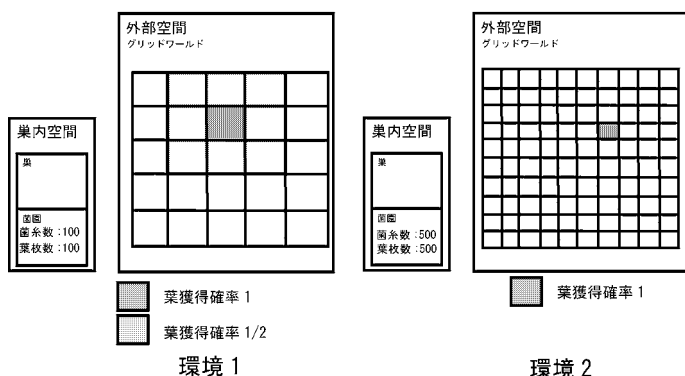 外部空間
グリッドワールド
巣内空間
巣
菌園
菌糸数:100
葉枚数:100
葉獲得確率1
葉獲得確率1/2
環境1
外部空間
グリッドワールド
巣内空間
巣
菌園
菌糸数:500
葉枚数:500
葉獲得確率1
環境2